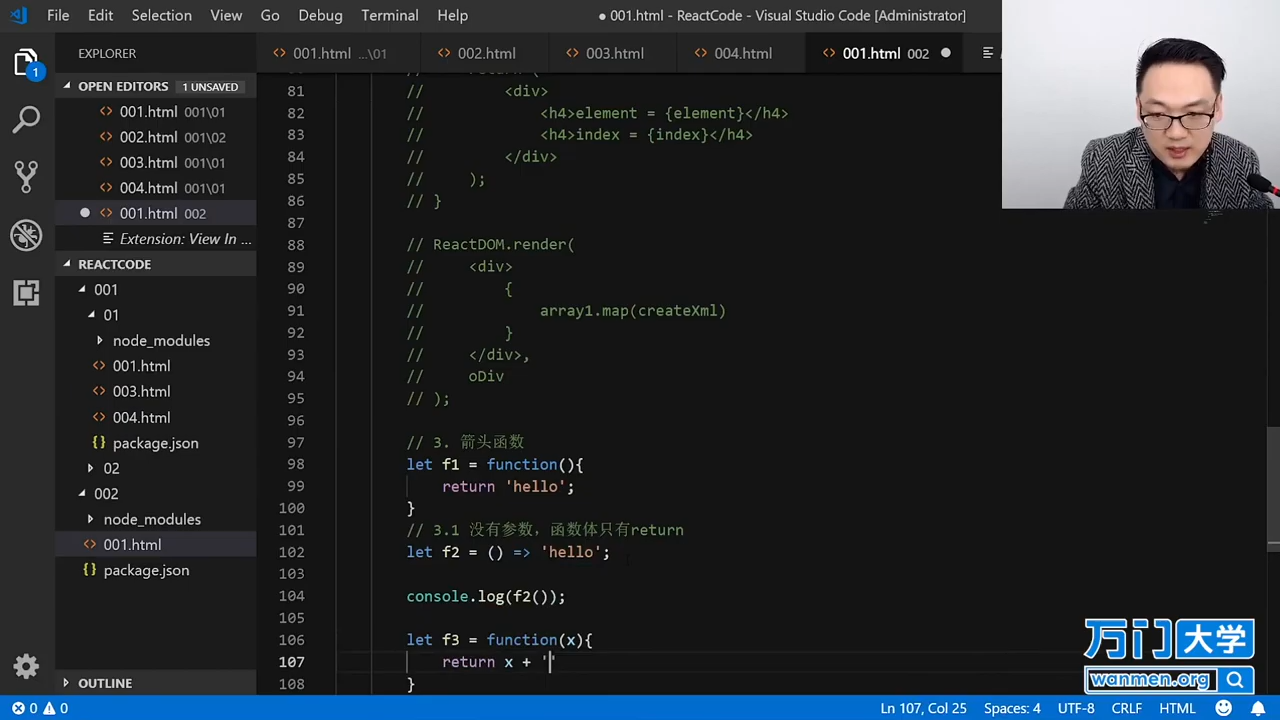 File Edit Selection View Go Debug Terminal Help
● 001.html - ReactCode - Visual Studio Code [Administrator]
EXPLORER
001.html ...\01
002.html
003.html
004.html
001.html 002
1
OPEN EDITORS 1 UNSAVED
001.html 001\01
002.html 001\02
003.html 001\01
004.html 001\01
001.html 002
Extension: View In ...
REACTCODE
001
01
node_modules
001.html
003.html
004.html
{} package.json
02
002
node_modules
001.html
package.json
OUTLINE
81 // <div>
82 // <h4>element = {element}</h4>
83 // <h4>index = {index}</h4>
84 // </div>
85 // );
86 // }
87
88 // ReactDOM.render(
89 // <div>
90 // {
91 // array1.map(createXml)
92 // }
93 // </div>,
94 // oDiv
95 // );
96
97 // 3. 箭头函数
98 let f1 = function(){
99 return 'hello';
100 }
101 // 3.1 没有参数，函数体只有return
102 let f2 = () => 'hello';
103
104 console.log(f2());
105
106 let f3 = function(x){
107 return x + ''
108 }
万门大学
wanmen.org
0 0
Ln 107, Col 25 Spaces: 4 UTF-8 CRLF HTML